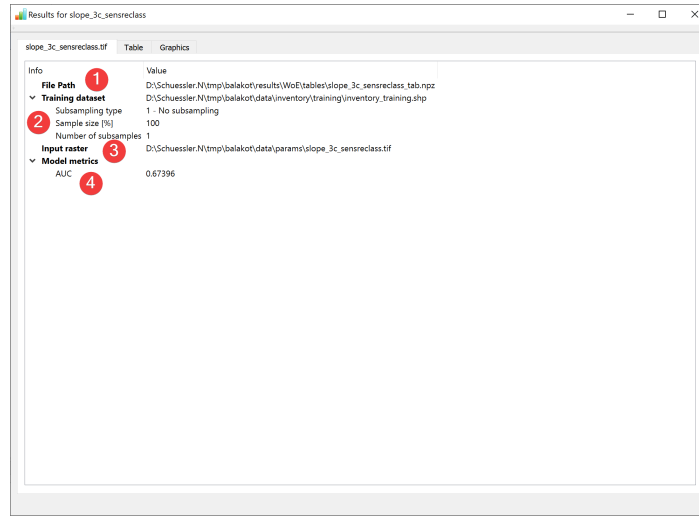 Results for slope_3c_sensreclass
slope_3c_sensreclass.tif Table Graphics
Info Value
File Path 1 D:\Schuessler.N\tmp\balakot\results\WoE\tables\slope_3c_sensreclass_tab.npz
Training dataset D:\Schuessler.N\tmp\balakot\data\inventory\training\inventory_training.shp
Subsampling type 1 - No subsampling
2 Sample size [%] 100
Number of subsamples 1
Input raster 3 D:\Schuessler.N\tmp\balakot\data\params\slope_3c_sensreclass.tif
Model metrics
AUC 4 0.67396